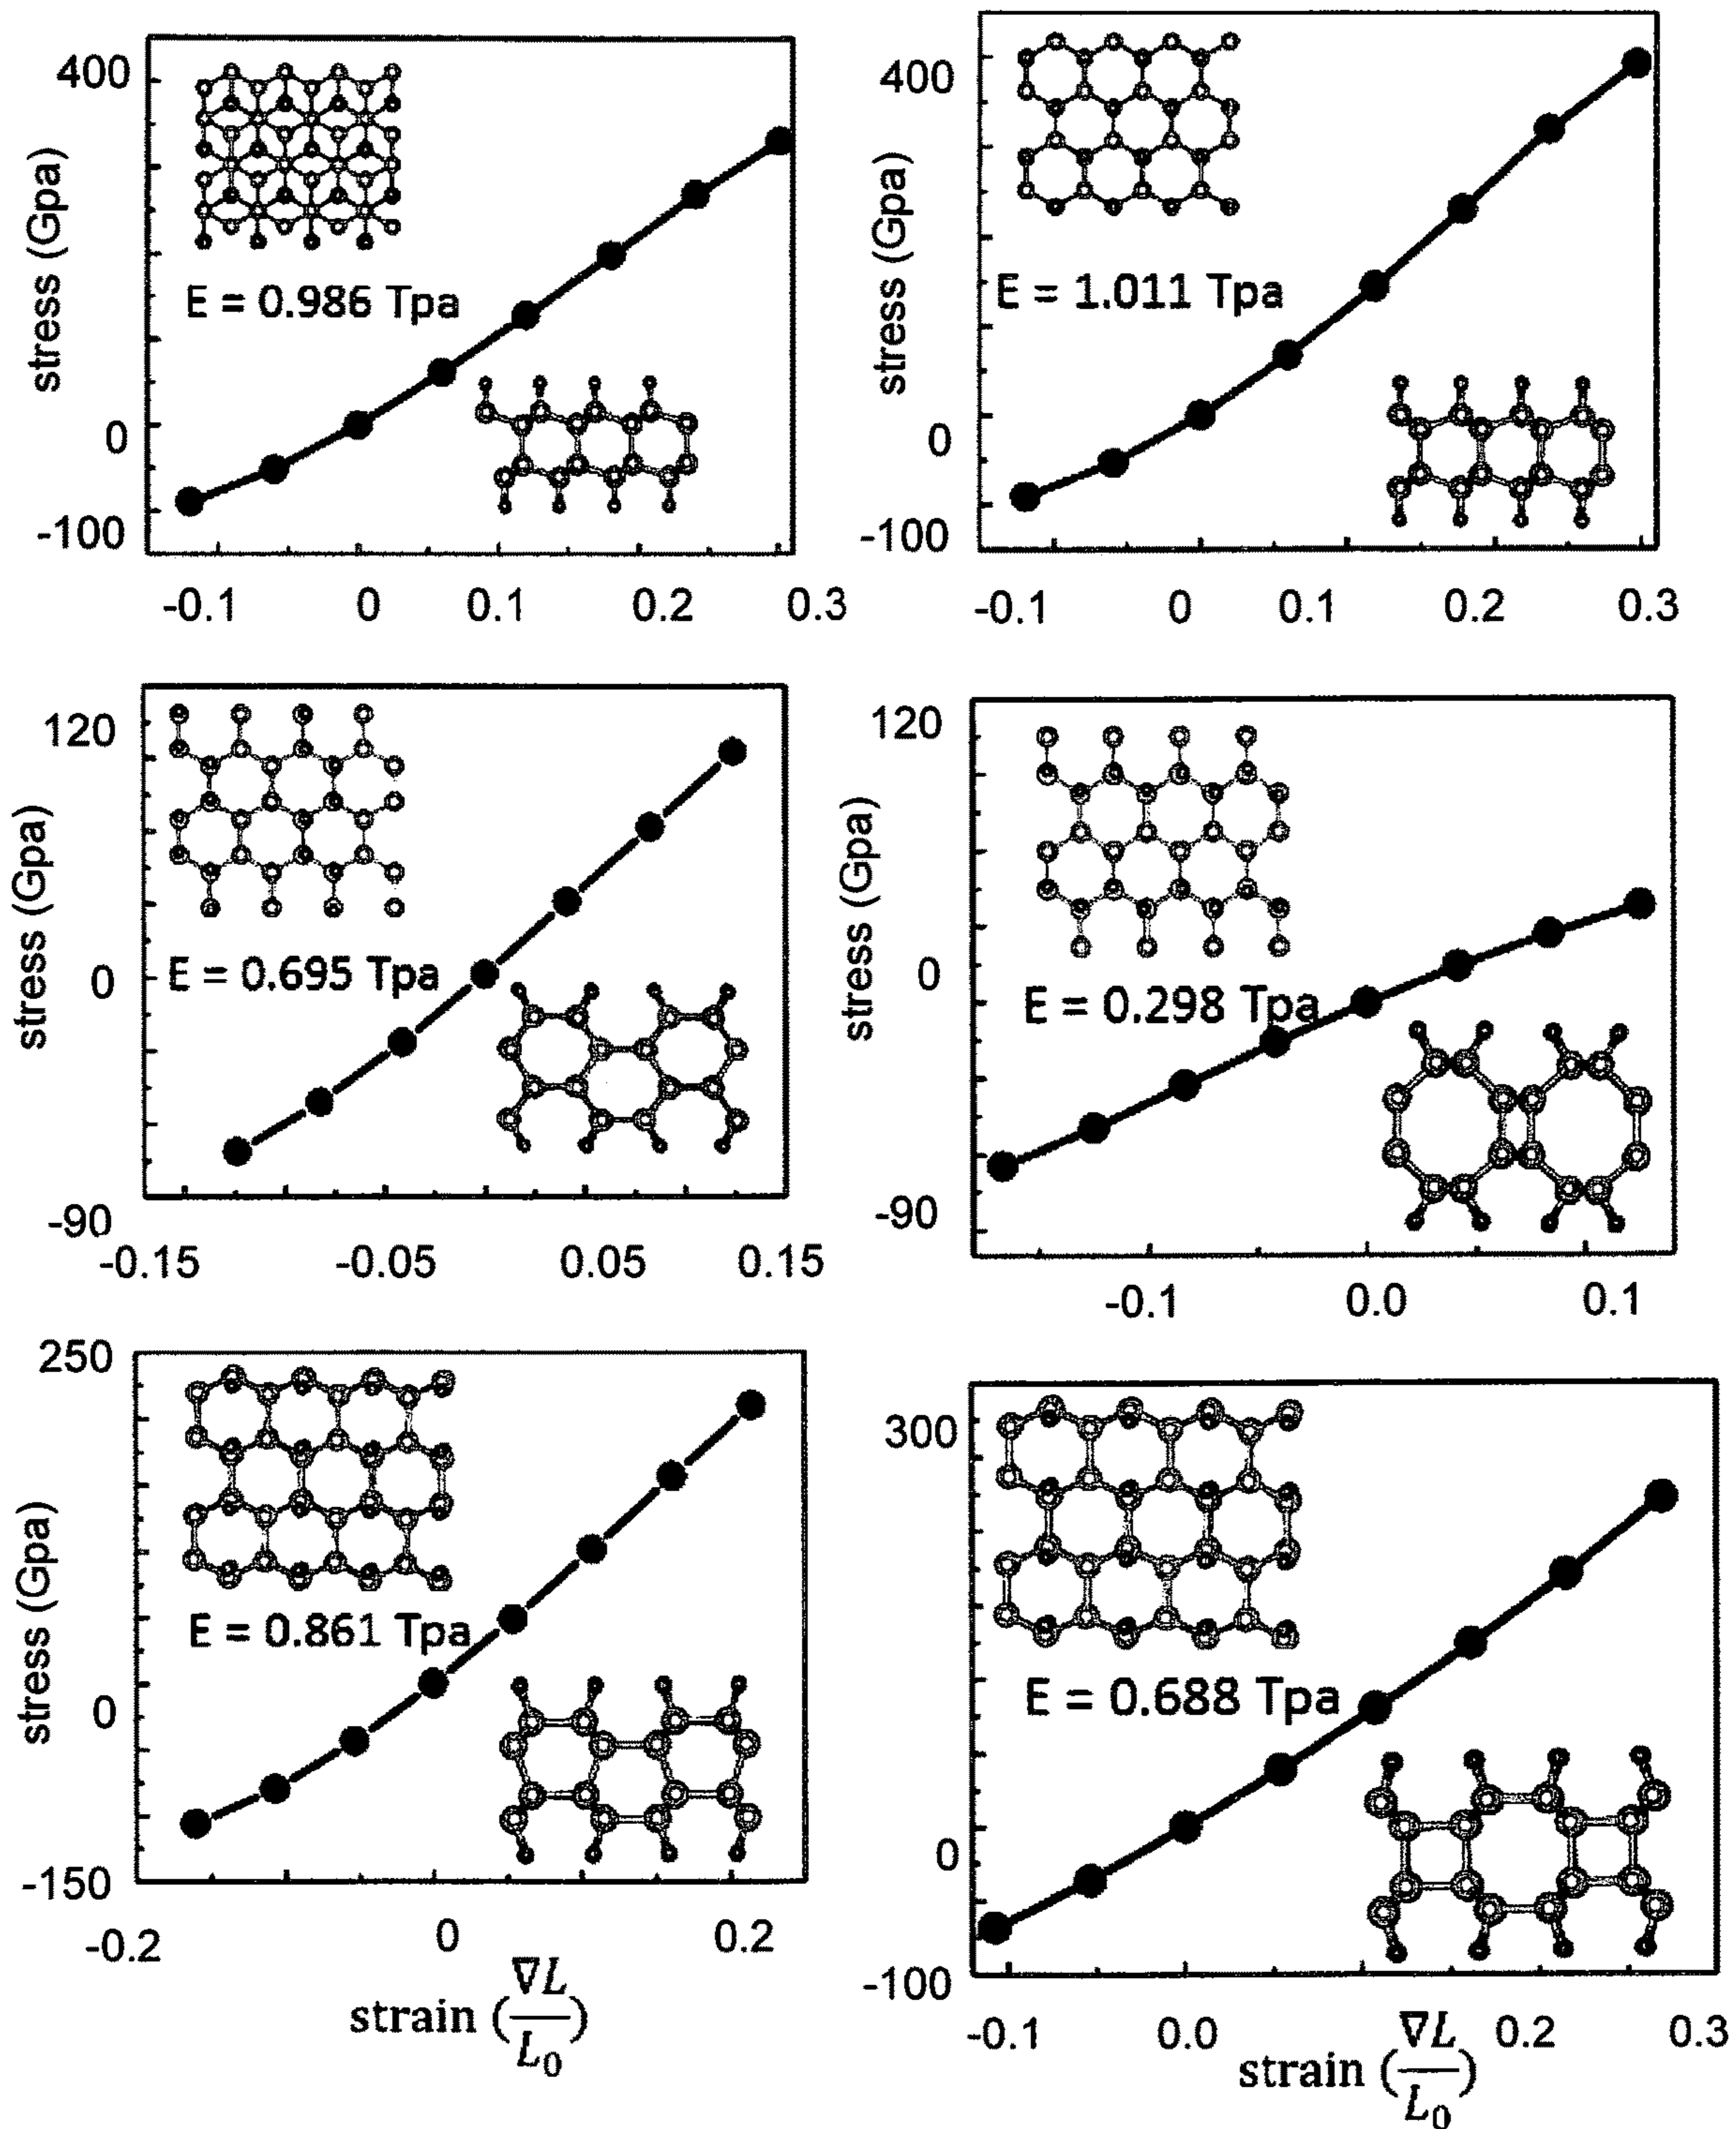 400
stress (Gpa)
E = 0.986 Tpa
0
-100
-0.1 0 0.1 0.2 0.3
400
stress (Gpa)
E = 1.011 Tpa
0
-100
-0.1 0 0.1 0.2 0.3
120
stress (Gpa)
0
E = 0.695 Tpa
-90
-0.15 -0.05 0.05 0.15
120
stress (Gpa)
0
E = 0.298 Tpa
-90
-0.1 0.0 0.1
250
stress (Gpa)
E = 0.861 Tpa
0
-150
-0.2 0 0.2
strain (∇L/L₀)
300
E = 0.688 Tpa
0
-100
-0.1 0.0 0.2 0.3
strain (∇L/L₀)